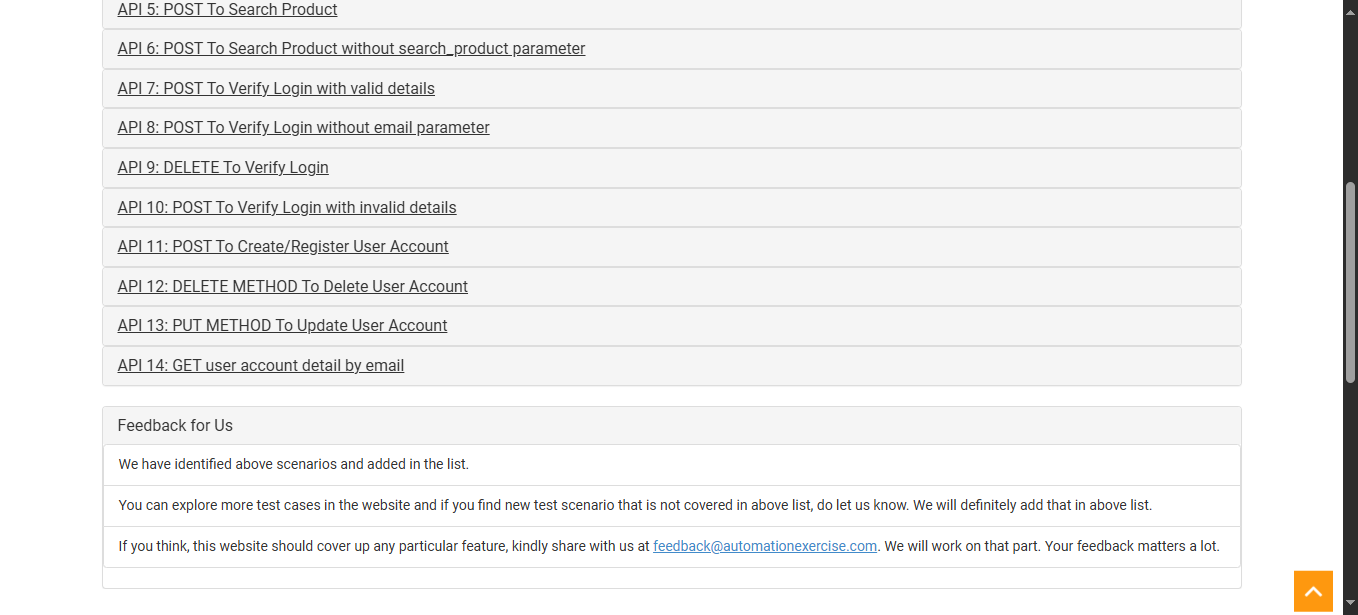 API 5: POST To Search Product
API 6: POST To Search Product without search_product parameter
API 7: POST To Verify Login with valid details
API 8: POST To Verify Login without email parameter
API 9: DELETE To Verify Login
API 10: POST To Verify Login with invalid details
API 11: POST To Create/Register User Account
API 12: DELETE METHOD To Delete User Account
API 13: PUT METHOD To Update User Account
API 14: GET user account detail by email
Feedback for Us
We have identified above scenarios and added in the list.
You can explore more test cases in the website and if you find new test scenario that is not covered in above list, do let us know. We will definitely add that in above list.
If you think, this website should cover up any particular feature, kindly share with us at feedback@automationexercise.com. We will work on that part. Your feedback matters a lot.